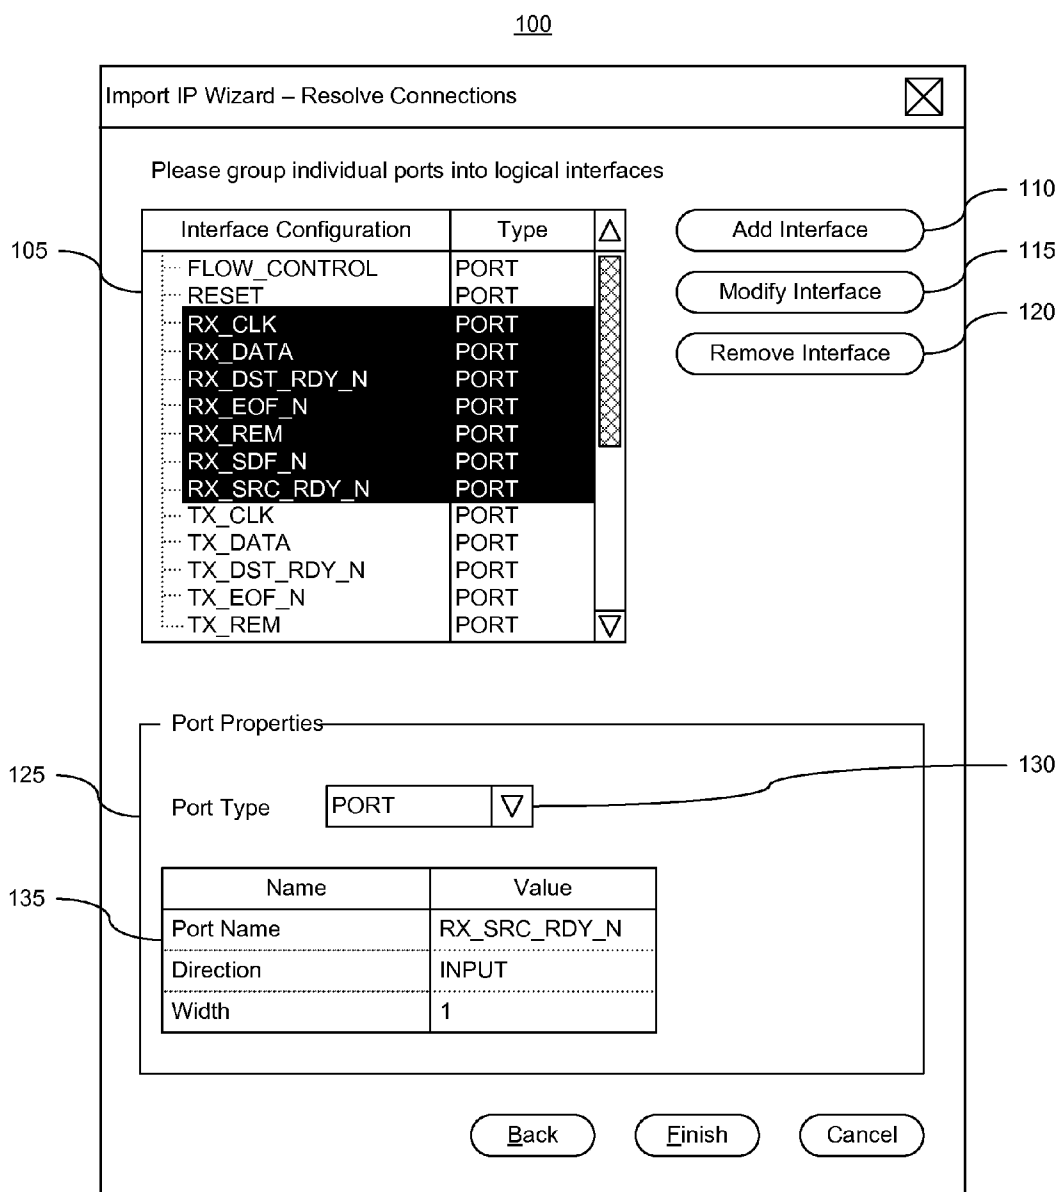 100
Import IP Wizard – Resolve Connections
Please group individual ports into logical interfaces
110
Interface Configuration Type
Add Interface
105
115
FLOW_CONTROL PORT
Modify Interface
RESET PORT
120
RX_CLK PORT
RX_DATA PORT
Remove Interface
RX_DST_RDY_N PORT
RX_EOF_N PORT
RX_REM PORT
RX_SDF_N PORT
RX_SRC_RDY_N PORT
TX_CLK PORT
TX_DATA PORT
TX_DST_RDY_N PORT
TX_EOF_N PORT
TX_REM PORT
Port Properties
125
130
Port Type PORT
135
Name Value
Port Name RX_SRC_RDY_N
Direction INPUT
Width 1
Back Finish Cancel